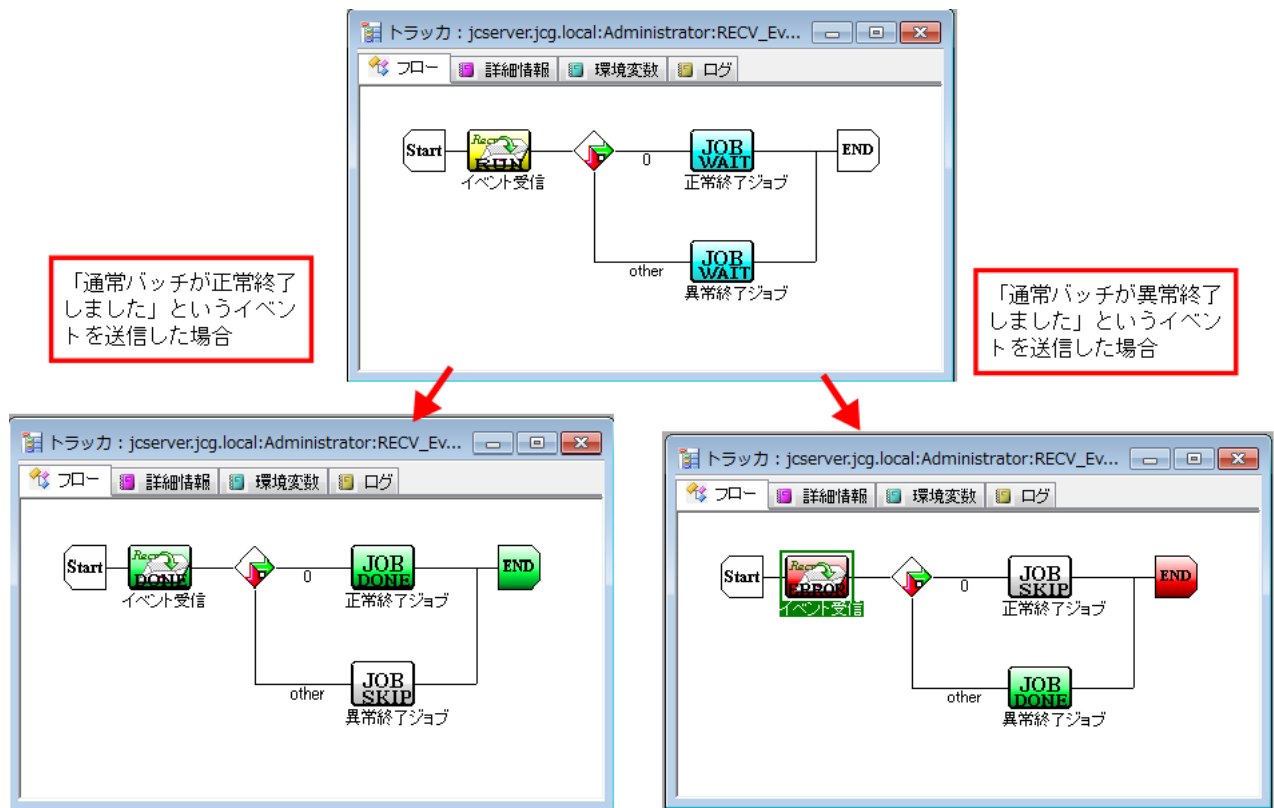 トラッカ : jcserver.jcg.local:Administrator:RECV_Ev...
フロー 詳細情報 環境変数 ログ
Start
Recv
RUN
イベント受信
0
JOB
WAIT
正常終了ジョブ
END
other
JOB
WAIT
異常終了ジョブ
「通常バッチが正常終了
しました」というイベン
トを送信した場合
「通常バッチが異常終了
しました」というイベン
トを送信した場合
トラッカ : jcserver.jcg.local:Administrator:RECV_Ev...
フロー 詳細情報 環境変数 ログ
Start
Recv
DONE
イベント受信
0
JOB
DONE
正常終了ジョブ
END
other
JOB
SKIP
異常終了ジョブ
トラッカ : jcserver.jcg.local:Administrator:RECV_Ev...
フロー 詳細情報 環境変数 ログ
Start
Recv
ERROR
イベント受信
0
JOB
SKIP
正常終了ジョブ
END
other
JOB
DONE
異常終了ジョブ